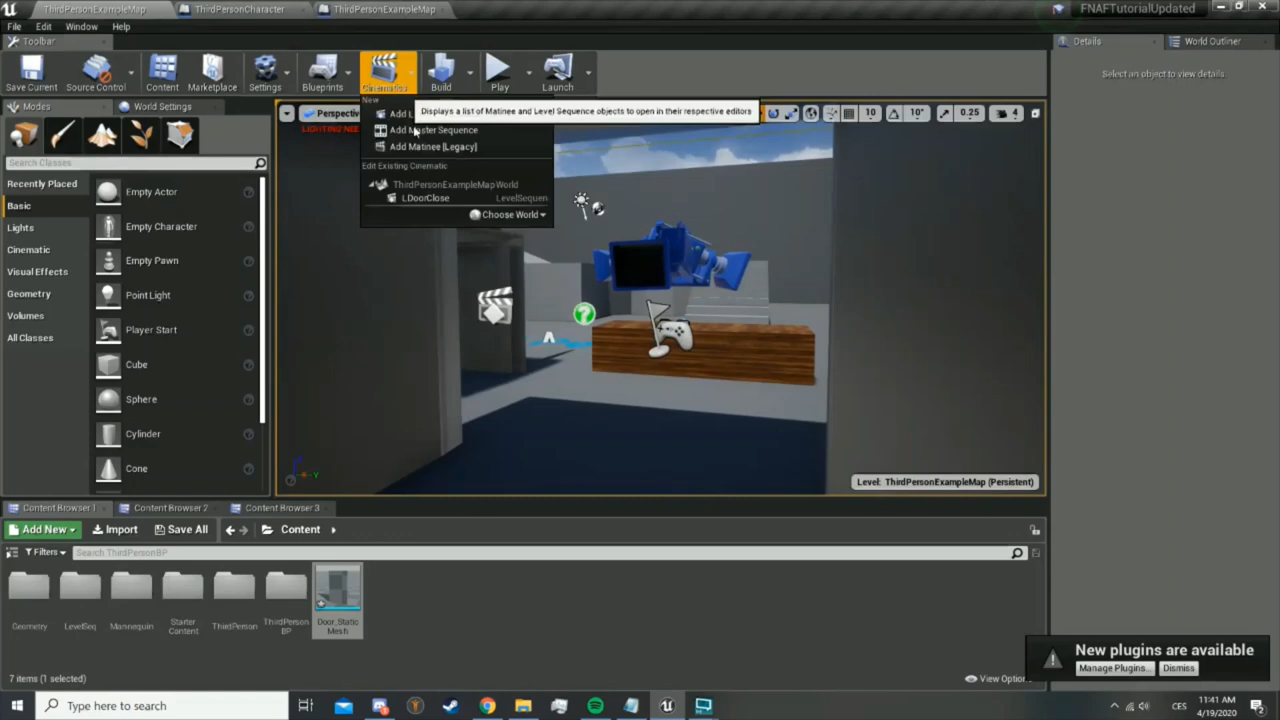 ThirdPersonExampleMap
ThirdPersonCharacter
ThirdPersonExampleMap
FNAFTutorialUpdated
File
Edit
Window
Help
Toolbar
Details
World Outliner
Save Current
Source Control
Content
Marketplace
Settings
Blueprints
Cinematics
Build
Play
Launch
Select an object to view details.
Modes
World Settings
Perspective
LIGHTING NEE
New
Add L
Displays a list of Matinee and Level Sequence objects to open in their respective editors
Add Master Sequence
Add Matinee [Legacy]
Edit Existing Cinematic
ThirdPersonExampleMapWorld
LDoorClose
LevelSequen
Choose World
10
10°
0.25
4
Search Classes
Recently Placed
Basic
Lights
Cinematic
Visual Effects
Geometry
Volumes
All Classes
Empty Actor
Empty Character
Empty Pawn
Point Light
Player Start
Cube
Sphere
Cylinder
Cone
Level: ThirdPersonExampleMap (Persistent)
Content Browser 1
Content Browser 2
Content Browser 3
Add New
Import
Save All
Content
Filters
Search ThirdPersonBP
Geometry
LevelSeq
Mannequin
Starter
Content
ThirdPerson
ThirdPerson
BP
Door_Static
Mesh
7 items (1 selected)
View Option
New plugins are available
Manage Plugins...
Dismiss
Type here to search
CES
11:41 AM
4/19/2020
2